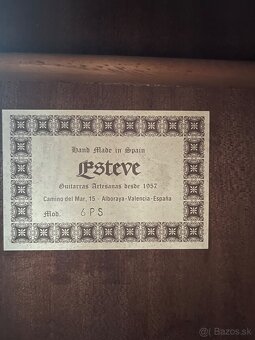 Hand Made in Spain
Esteve
Guitarras Artesanas desde 1957
Camino del Mar, 15 - Alboraya-Valencia-España
Mod. 6PS
© Bazos.sk